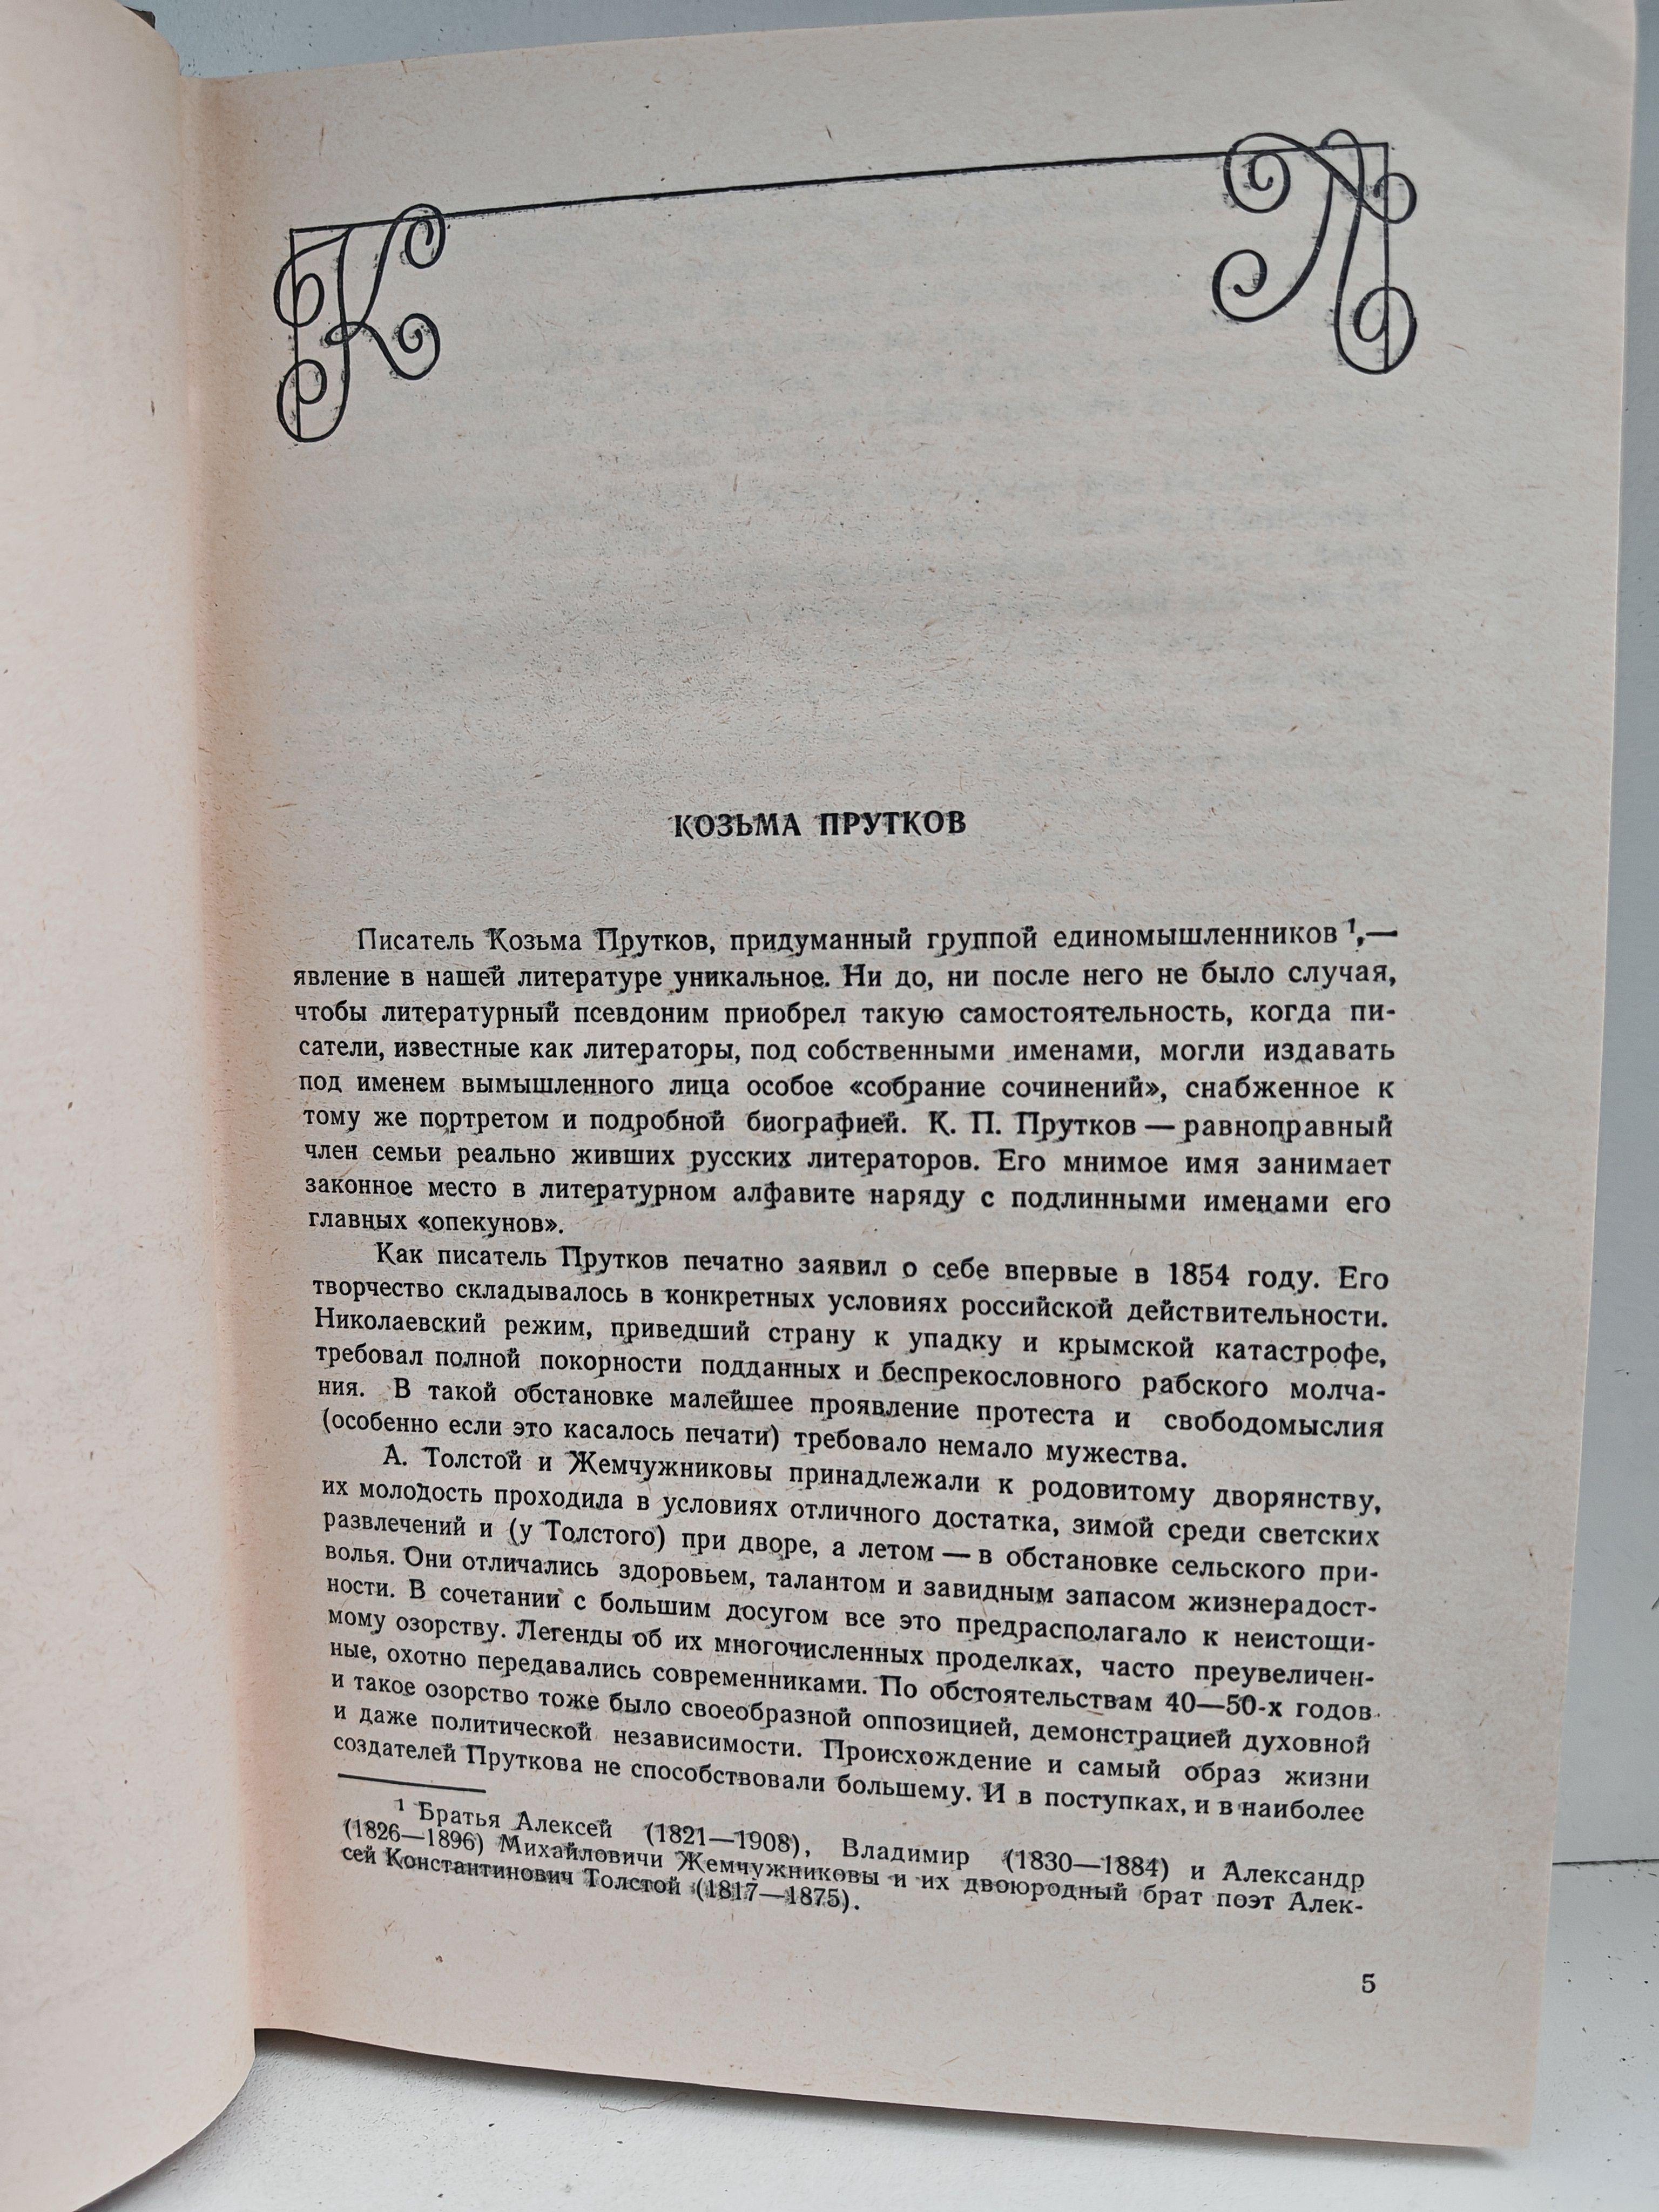 К П
КОЗЬМА ПРУТКОВ
Писатель Козьма Прутков, придуманный группой единомышленников ¹,—
явление в нашей литературе уникальное. Ни до, ни после него не было случая,
чтобы литературный псевдоним приобрел такую самостоятельность, когда пи-
сатели, известные как литераторы, под собственными именами, могли издавать
под именем вымышленного лица особое «собрание сочинений», снабженное к
тому же портретом и подробной биографией. К. П. Прутков — равноправный
член семьи реально живших русских литераторов. Его мнимое имя занимает
законное место в литературном алфавите наряду с подлинными именами его
главных «опекунов».
Как писатель Прутков печатно заявил о себе впервые в 1854 году. Его
творчество складывалось в конкретных условиях российской действительности.
Николаевский режим, приведший страну к упадку и крымской катастрофе,
требовал полной покорности подданных и беспрекословного рабского молча-
ния. В такой обстановке малейшее проявление протеста и свободомыслия
(особенно если это касалось печати) требовало немало мужества.
А. Толстой и Жемчужниковы принадлежали к родовитому дворянству,
их молодость проходила в условиях отличного достатка, зимой среди светских
развлечений и (у Толстого) при дворе, а летом — в обстановке сельского при-
волья. Они отличались здоровьем, талантом и завидным запасом жизнерадост-
ности. В сочетании с большим досугом все это предрасполагало к неистощи-
мому озорству. Легенды об их многочисленных проделках, часто преувеличен-
ные, охотно передавались современниками. По обстоятельствам 40—50-х годов
и такое озорство тоже было своеобразной оппозицией, демонстрацией духовной
и даже политической независимости. Происхождение и самый образ жизни
создателей Пруткова не способствовали большему. И в поступках, и в наиболее
¹ Братья Алексей (1821—1908), Владимир (1830—1884) и Александр
(1826—1896) Михайловичи Жемчужниковы и их двоюродный брат поэт Алек-
сей Константинович Толстой (1817—1875).
5